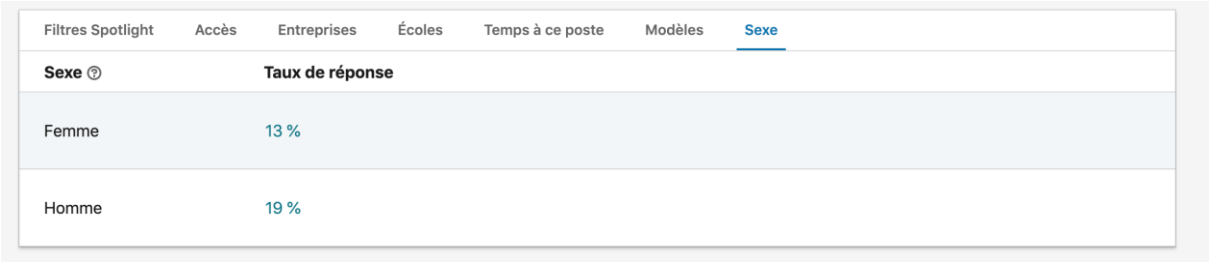 Filtres Spotlight Accès Entreprises Écoles Temps à ce poste Modèles Sexe
Sexe ? Taux de réponse
Femme 13 %
Homme 19 %